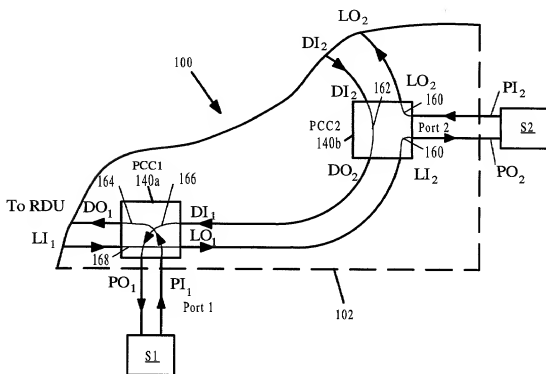 LO2
DI2
100
DI2
162
LO2
160
PI2
PCC2
140b
Port 2
S2
160
DO2
LI2
PO2
PCC1
140a
164
166
To RDU
DO1
DI1
LI1
LO1
168
PO1
PI1
Port 1
102
S1